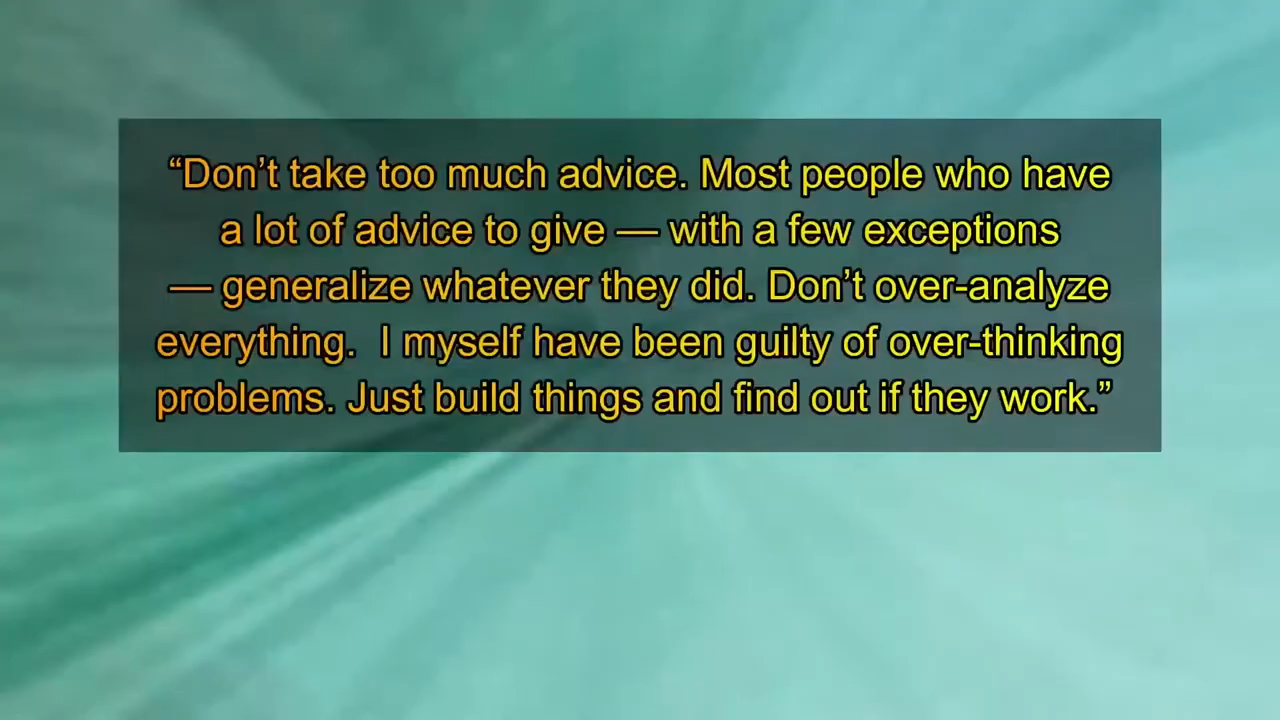 “Don’t take too much advice. Most people who have
a lot of advice to give — with a few exceptions
— generalize whatever they did. Don’t over-analyze
everything.  I myself have been guilty of over-thinking
problems. Just build things and find out if they work.”